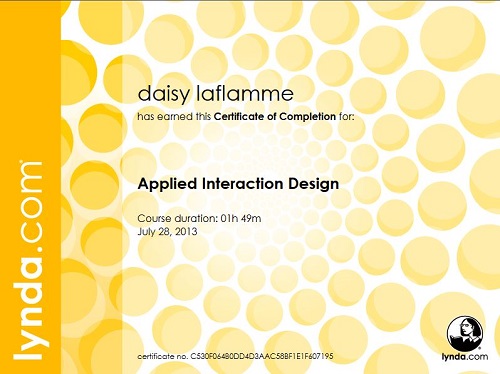 lynda.com
daisy laflamme
has earned this Certificate of Completion for:
Applied Interaction Design
Course duration: 01h 49m
July 28, 2013
lynda.com
certificate no. C530F064B0DD4D3AAC58BF1E1F607195